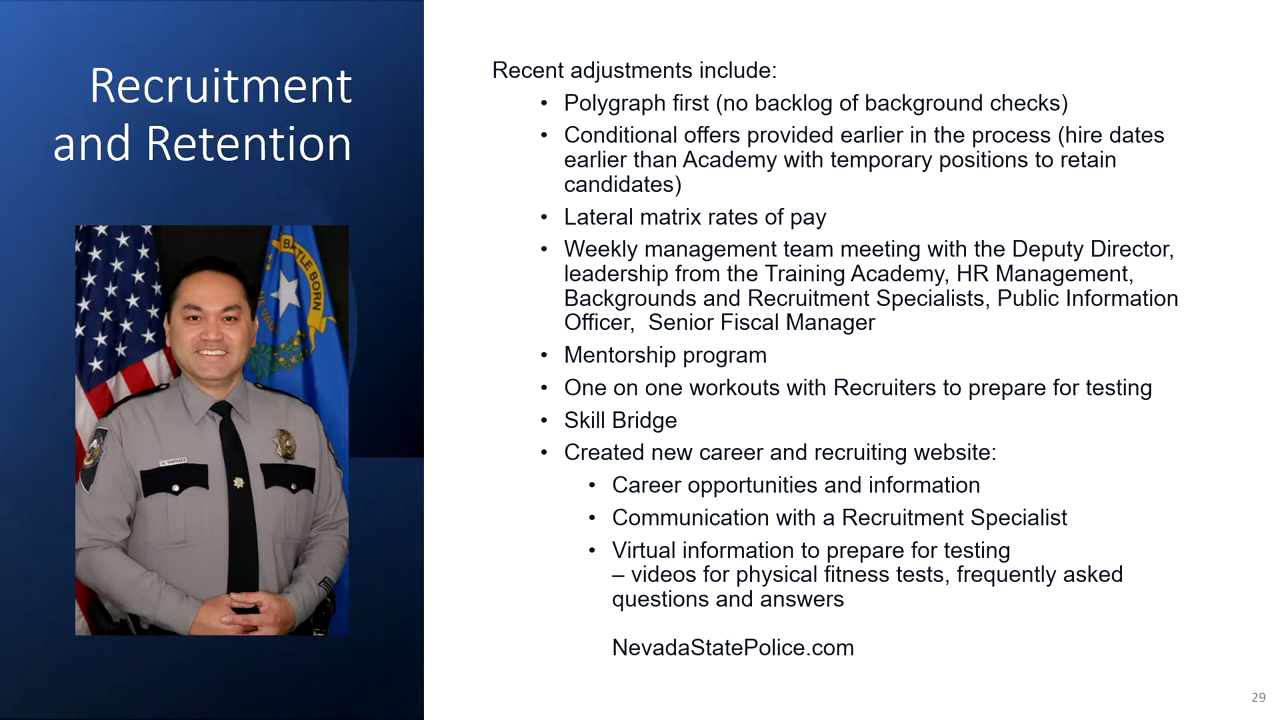 Recruitment
and Retention
BATTLE BORN
Recent adjustments include:
• Polygraph first (no backlog of background checks)
• Conditional offers provided earlier in the process (hire dates
earlier than Academy with temporary positions to retain
candidates)
• Lateral matrix rates of pay
• Weekly management team meeting with the Deputy Director,
leadership from the Training Academy, HR Management,
Backgrounds and Recruitment Specialists, Public Information
Officer,  Senior Fiscal Manager
• Mentorship program
• One on one workouts with Recruiters to prepare for testing
• Skill Bridge
• Created new career and recruiting website:
• Career opportunities and information
• Communication with a Recruitment Specialist
• Virtual information to prepare for testing
– videos for physical fitness tests, frequently asked
questions and answers
NevadaStatePolice.com
29